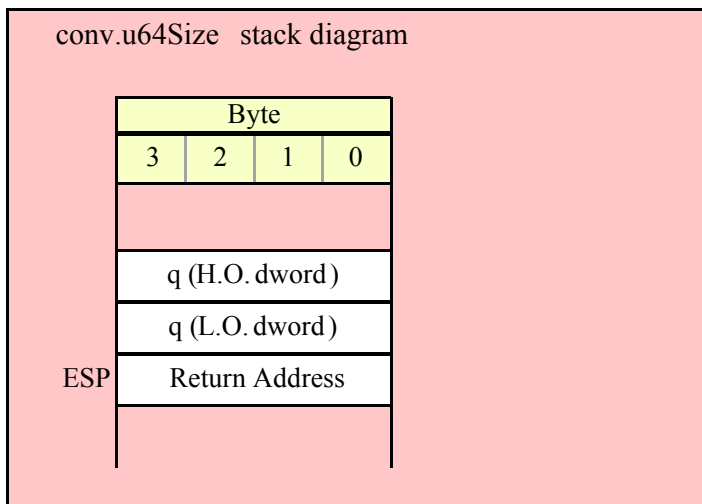 conv.u64Size stack diagram
Byte
3 2 1 0
q (H.O. dword)
q (L.O. dword)
ESP Return Address